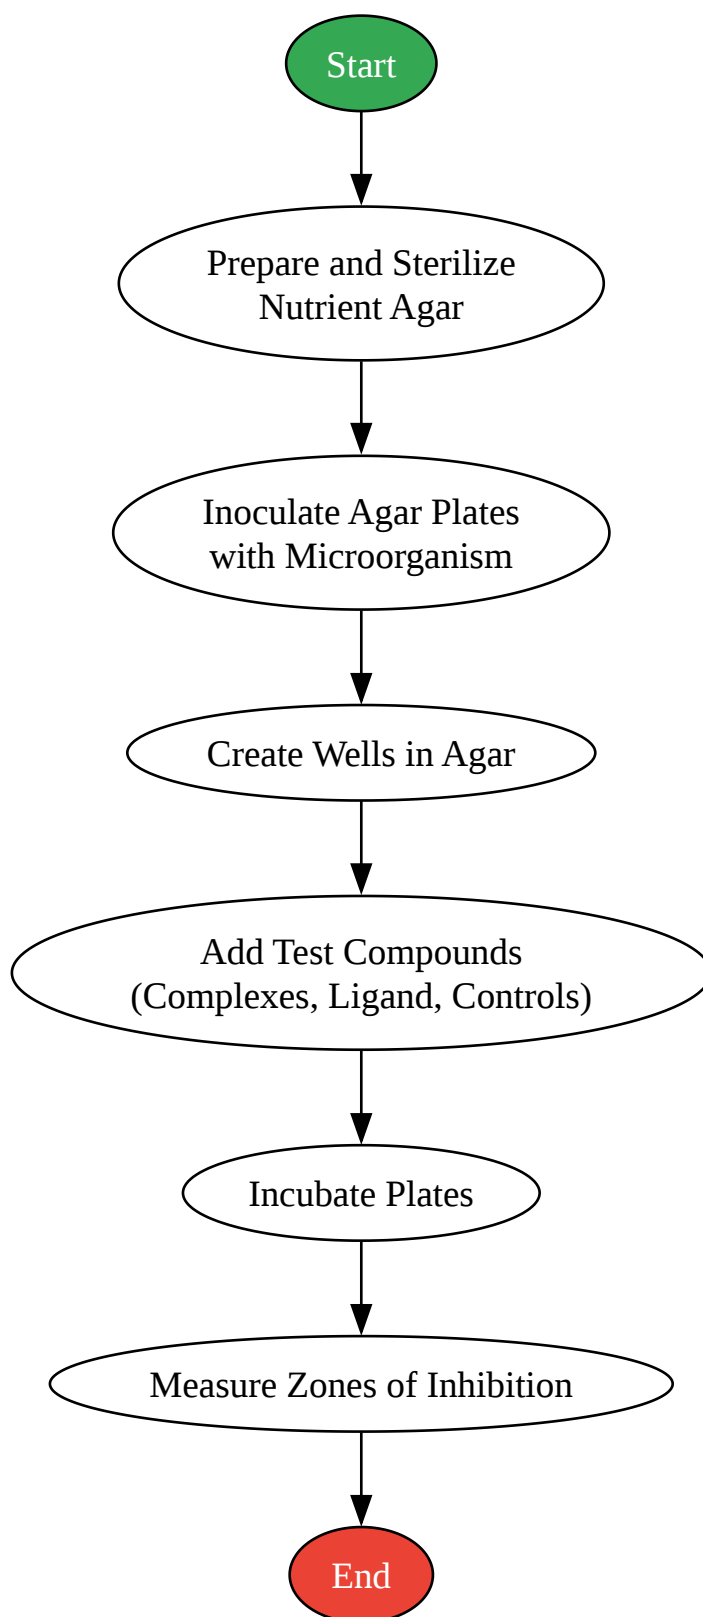 Start
Prepare and Sterilize
Nutrient Agar
Inoculate Agar Plates
with Microorganism
Create Wells in Agar
Add Test Compounds
(Complexes, Ligand, Controls)
Incubate Plates
Measure Zones of Inhibition
End